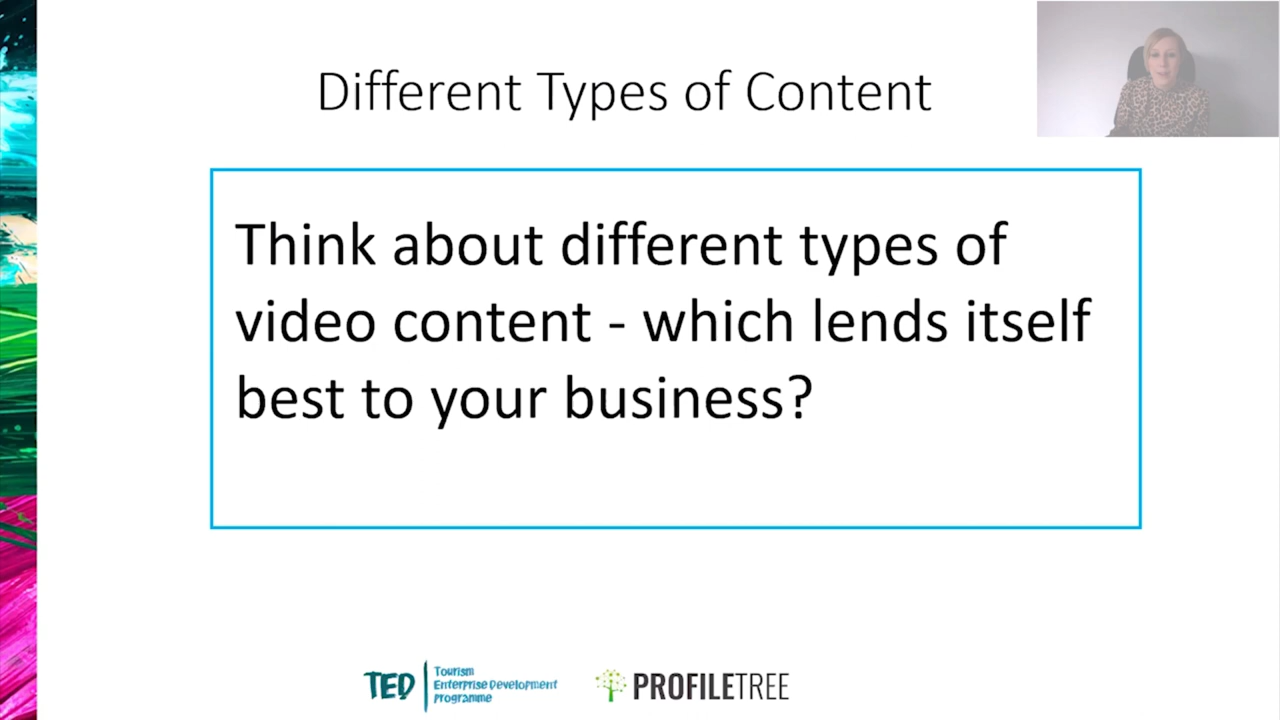 Different Types of Content
Think about different types of
video content - which lends itself
best to your business?
TED
Tourism
Enterprise Development
Programme
PROFILETREE